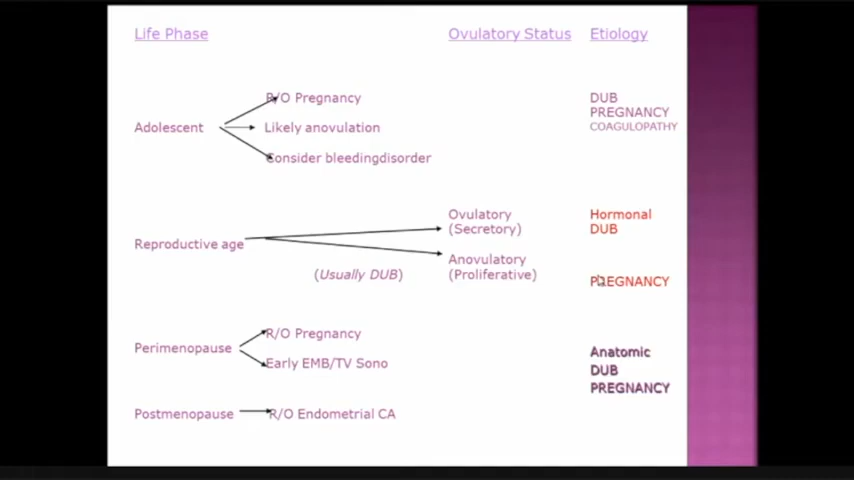 Life Phase
Ovulatory Status
Etiology
R/O Pregnancy
Adolescent
Likely anovulation
Consider bleedingdisorder
DUB
PREGNANCY
COAGULOPATHY
Reproductive age
Ovulatory
(Secretory)
Anovulatory
(Proliferative)
(Usually DUB)
Hormonal
DUB
PREGNANCY
Perimenopause
R/O Pregnancy
Early EMB/TV Sono
Anatomic
DUB
PREGNANCY
Postmenopause
R/O Endometrial CA